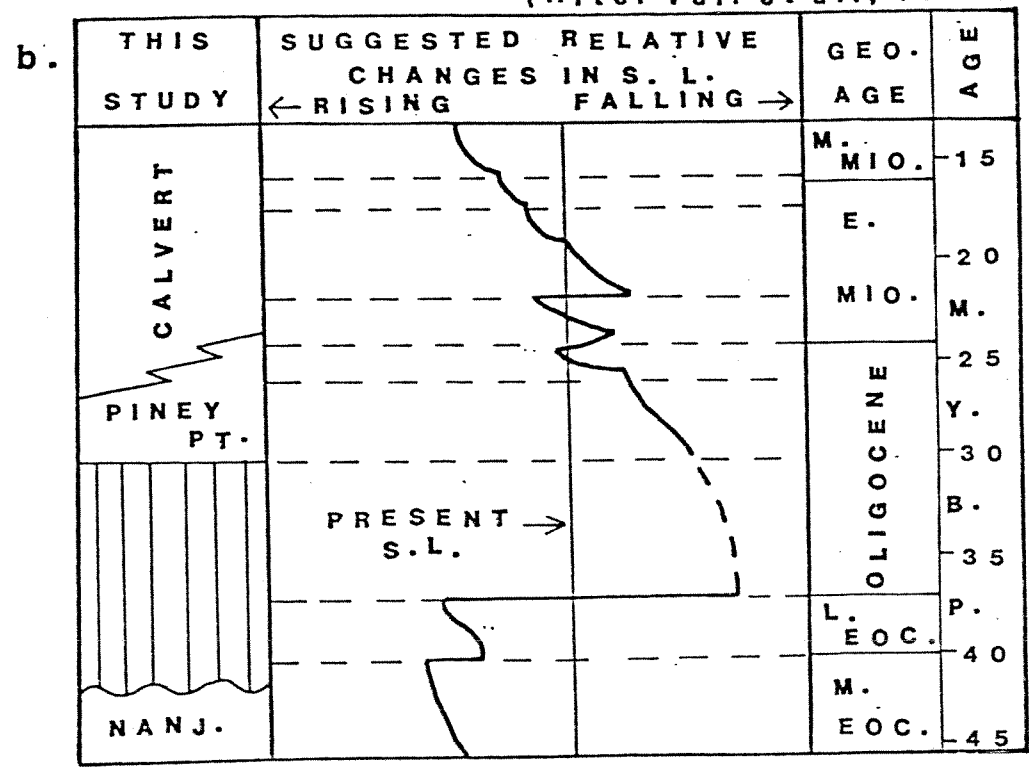 b.
THIS
STUDY
SUGGESTED RELATIVE
CHANGES IN S. L.
← RISING FALLING →
GEO.
AGE
AGE
CALVERT
PINEY
PT.
NANJ.
PRESENT →
S.L.
M.
MIO.
E.
MIO.
OLIGOCENE
L.
EOC.
M.
EOC.
15
20
M.
25
Y.
30
B.
35
P.
40
45